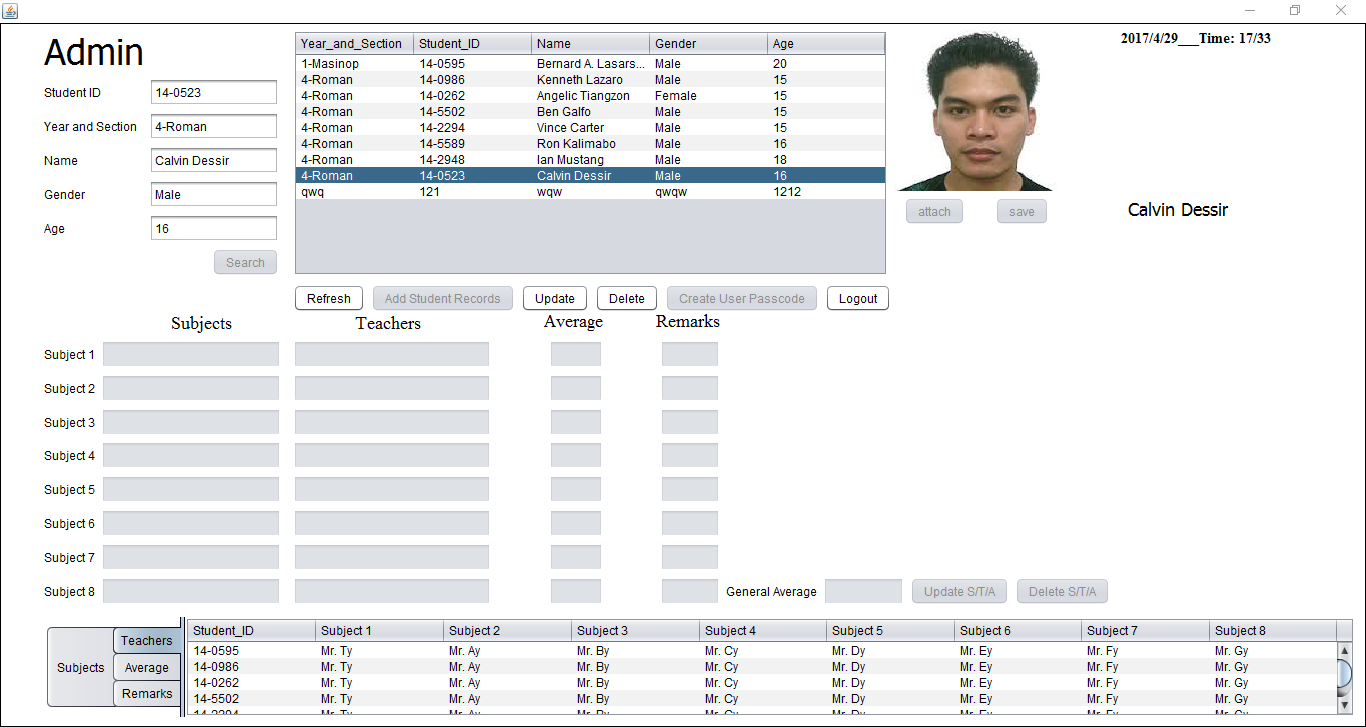 Admin
2017/4/29___Time: 17/33
Student ID 14-0523
Year and Section 4-Roman
Name Calvin Dessir
Gender Male
Age 16
Search
Year_and_Section Student_ID Name Gender Age
1-Masinop 14-0595 Bernard A. Lasars... Male 20
4-Roman 14-0986 Kenneth Lazaro Male 15
4-Roman 14-0262 Angelic Tiangzon Female 15
4-Roman 14-5502 Ben Galfo Male 15
4-Roman 14-2294 Vince Carter Male 15
4-Roman 14-5589 Ron Kalimabo Male 16
4-Roman 14-2948 Ian Mustang Male 18
4-Roman 14-0523 Calvin Dessir Male 16
qwq 121 wqw qwqw 1212
attach save Calvin Dessir
Refresh Add Student Records Update Delete Create User Passcode Logout
Subjects Teachers Average Remarks
Subject 1
Subject 2
Subject 3
Subject 4
Subject 5
Subject 6
Subject 7
Subject 8 General Average Update S/T/A Delete S/T/A
Subjects
Teachers
Average
Remarks
Student_ID Subject 1 Subject 2 Subject 3 Subject 4 Subject 5 Subject 6 Subject 7 Subject 8
14-0595 Mr. Ty Mr. Ay Mr. By Mr. Cy Mr. Dy Mr. Ey Mr. Fy Mr. Gy
14-0986 Mr. Ty Mr. Ay Mr. By Mr. Cy Mr. Dy Mr. Ey Mr. Fy Mr. Gy
14-0262 Mr. Ty Mr. Ay Mr. By Mr. Cy Mr. Dy Mr. Ey Mr. Fy Mr. Gy
14-5502 Mr. Ty Mr. Ay Mr. By Mr. Cy Mr. Dy Mr. Ey Mr. Fy Mr. Gy